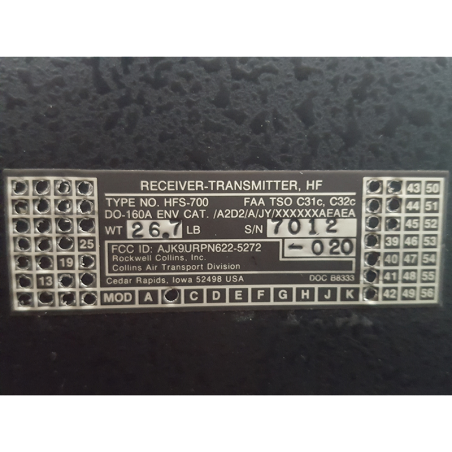 RECEIVER-TRANSMITTER, HF
TYPE NO. HFS-700 FAA TSO C31c, C32c
DO-160A ENV CAT. /A2D2/A/JY/XXXXXXAEAEA
WT 26.7 LB S/N 7012
FCC ID: AJK9URPN622-5272 -020
Rockwell Collins, Inc.
Collins Air Transport Division
Cedar Rapids, Iowa 52498 USA DOC B8333
MOD A C D E F G H J K
25
19
13
43 50
44 51
45 52
39 46 53
40 47 54
41 48 55
42 49 56